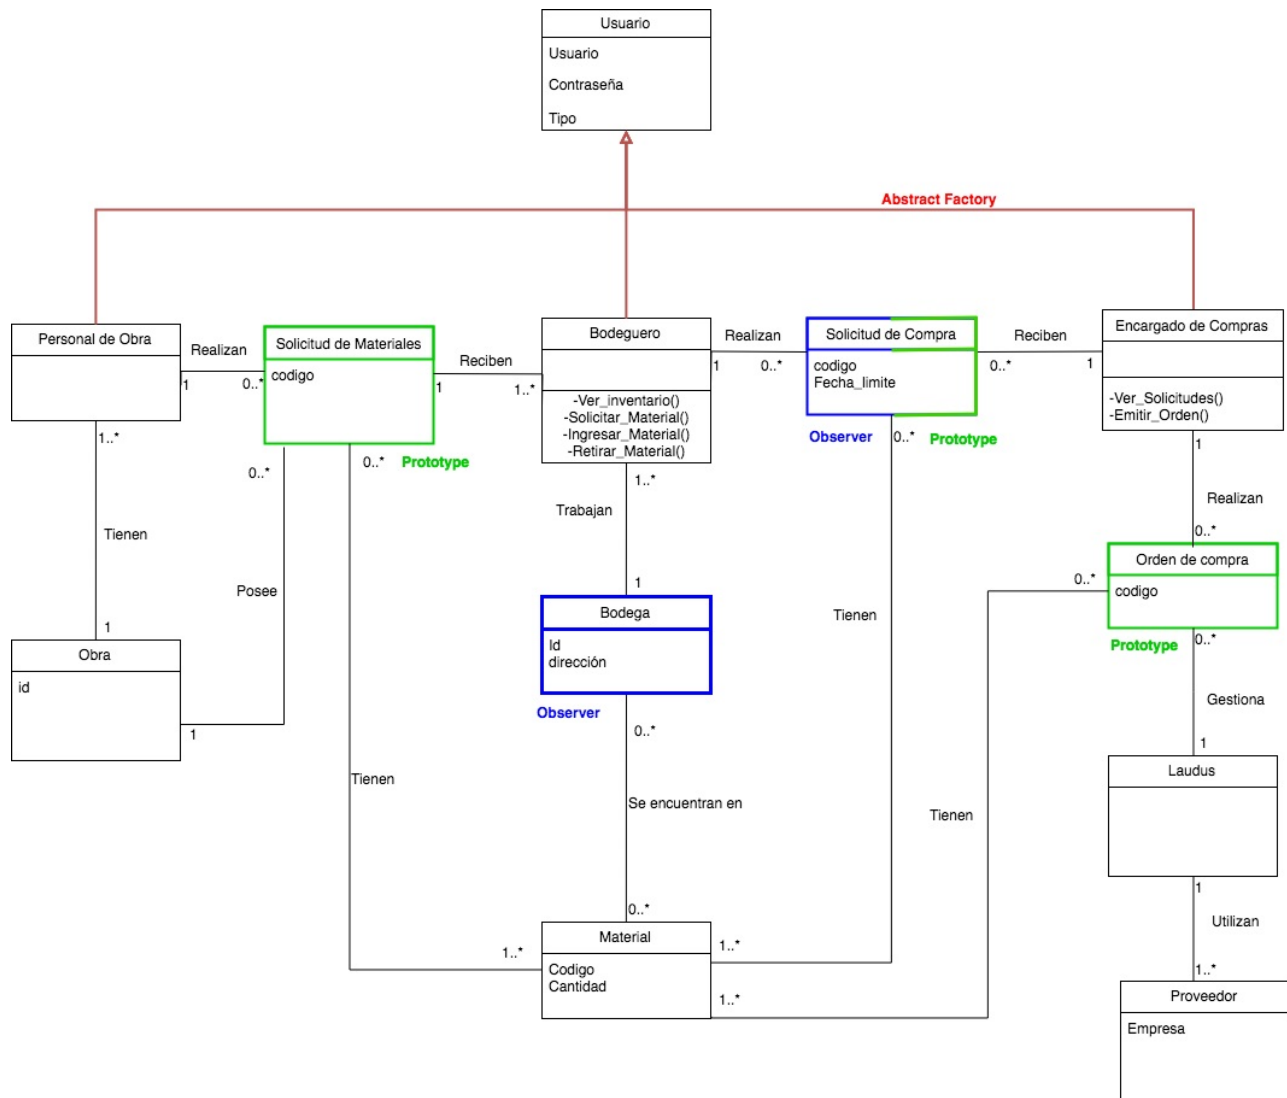 Usuario
Usuario
Contraseña
Tipo
Abstract Factory
Personal de Obra
Realizan
1
0..*
1..*
Solicitud de Materiales
codigo
Reciben
1
1..*
0..*
0..*
Prototype
Bodeguero
-Ver_inventario()
-Solicitar_Material()
-Ingresar_Material()
-Retirar_Material()
1..*
Realizan
1
0..*
Solicitud de Compra
codigo
Fecha_limite
Observer
0..*
Prototype
Reciben
0..*
1
Encargado de Compras
-Ver_Solicitudes()
-Emitir_Orden()
1
Realizan
0..*
Tienen
Posee
1
Obra
id
1
Trabajan
1
Bodega
Id
dirección
Observer
0..*
Tienen
Se encuentran en
0..*
Tienen
0..*
Orden de compra
codigo
Prototype
0..*
Gestiona
1
Laudus
Tienen
1
Utilizan
1..*
Proveedor
Empresa
1..*
Material
Codigo
Cantidad
1..*
1..*